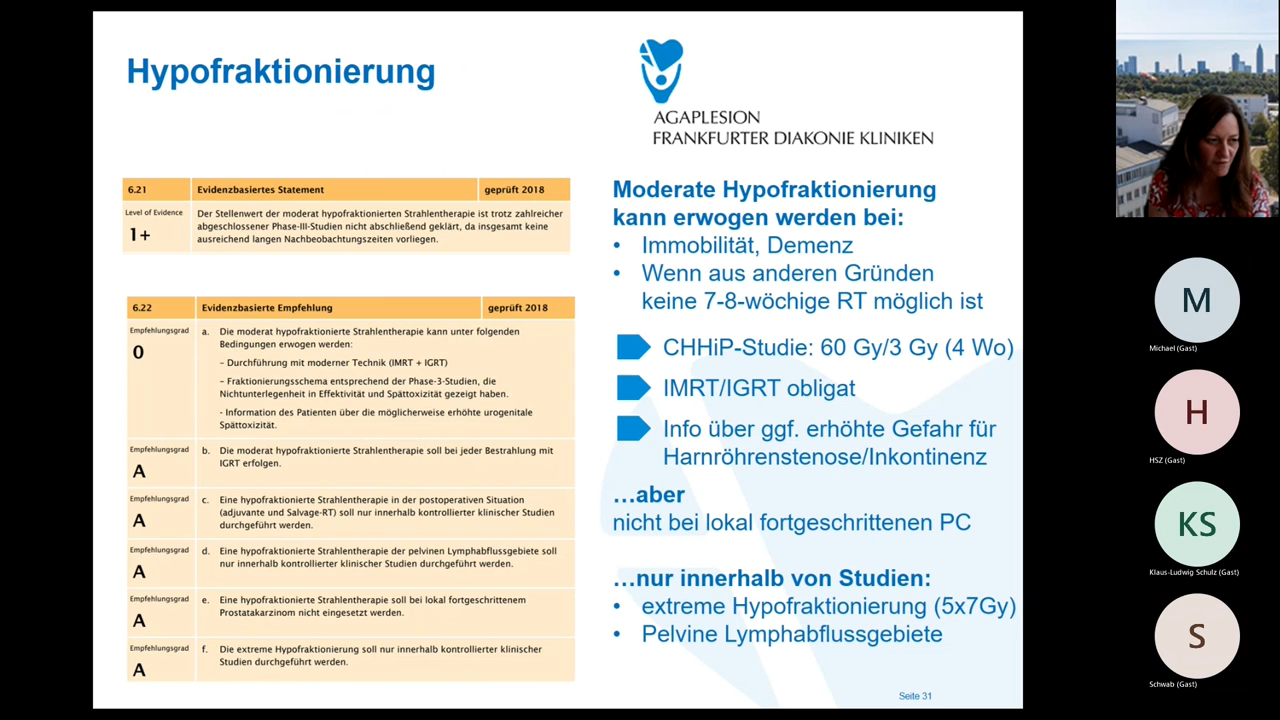 Hypofraktionierung
AGAPLESION
FRANKFURTER DIAKONIE KLINIKEN
6.21 Evidenzbasiertes Statement geprüft 2018
Level of Evidence
1+
Der Stellenwert der moderat hypofraktionierten Strahlentherapie ist trotz zahlreicher
abgeschlossener Phase-III-Studien nicht abschließend geklärt, da insgesamt keine
ausreichend langen Nachbeobachtungszeiten vorliegen.
6.22 Evidenzbasierte Empfehlung geprüft 2018
Empfehlungsgrad
0
a. Die moderat hypofraktionierte Strahlentherapie kann unter folgenden
Bedingungen erwogen werden:
– Durchführung mit moderner Technik (IMRT + IGRT)
– Fraktionierungsschema entsprechend der Phase-3-Studien, die
Nichtunterlegenheit in Effektivität und Spättoxizität gezeigt haben.
- Information des Patienten über die möglicherweise erhöhte urogenitale
Spättoxizität.
Empfehlungsgrad
A
b. Die moderat hypofraktionierte Strahlentherapie soll bei jeder Bestrahlung mit
IGRT erfolgen.
Empfehlungsgrad
A
c. Eine hypofraktionierte Strahlentherapie in der postoperativen Situation
(adjuvante und Salvage-RT) soll nur innerhalb kontrollierter klinischer Studien
durchgeführt werden.
Empfehlungsgrad
A
d. Eine hypofraktionierte Strahlentherapie der pelvinen Lymphabflussgebiete soll
nur innerhalb kontrollierter klinischer Studien durchgeführt werden.
Empfehlungsgrad
A
e. Eine hypofraktionierte Strahlentherapie soll bei lokal fortgeschrittenem
Prostatakarzinom nicht eingesetzt werden.
Empfehlungsgrad
A
f. Die extreme Hypofraktionierung soll nur innerhalb kontrollierter klinischer
Studien durchgeführt werden.
Moderate Hypofraktionierung
kann erwogen werden bei:
• Immobilität, Demenz
• Wenn aus anderen Gründen
keine 7-8-wöchige RT möglich ist
CHHiP-Studie: 60 Gy/3 Gy (4 Wo)
IMRT/IGRT obligat
Info über ggf. erhöhte Gefahr für
Harnröhrenstenose/Inkontinenz
...aber
nicht bei lokal fortgeschrittenen PC
...nur innerhalb von Studien:
• extreme Hypofraktionierung (5x7Gy)
• Pelvine Lymphabflussgebiete
Seite 31
M
Michael (Gast)
H
HSZ (Gast)
KS
Klaus-Ludwig Schulz (Gast)
S
Schwab (Gast)